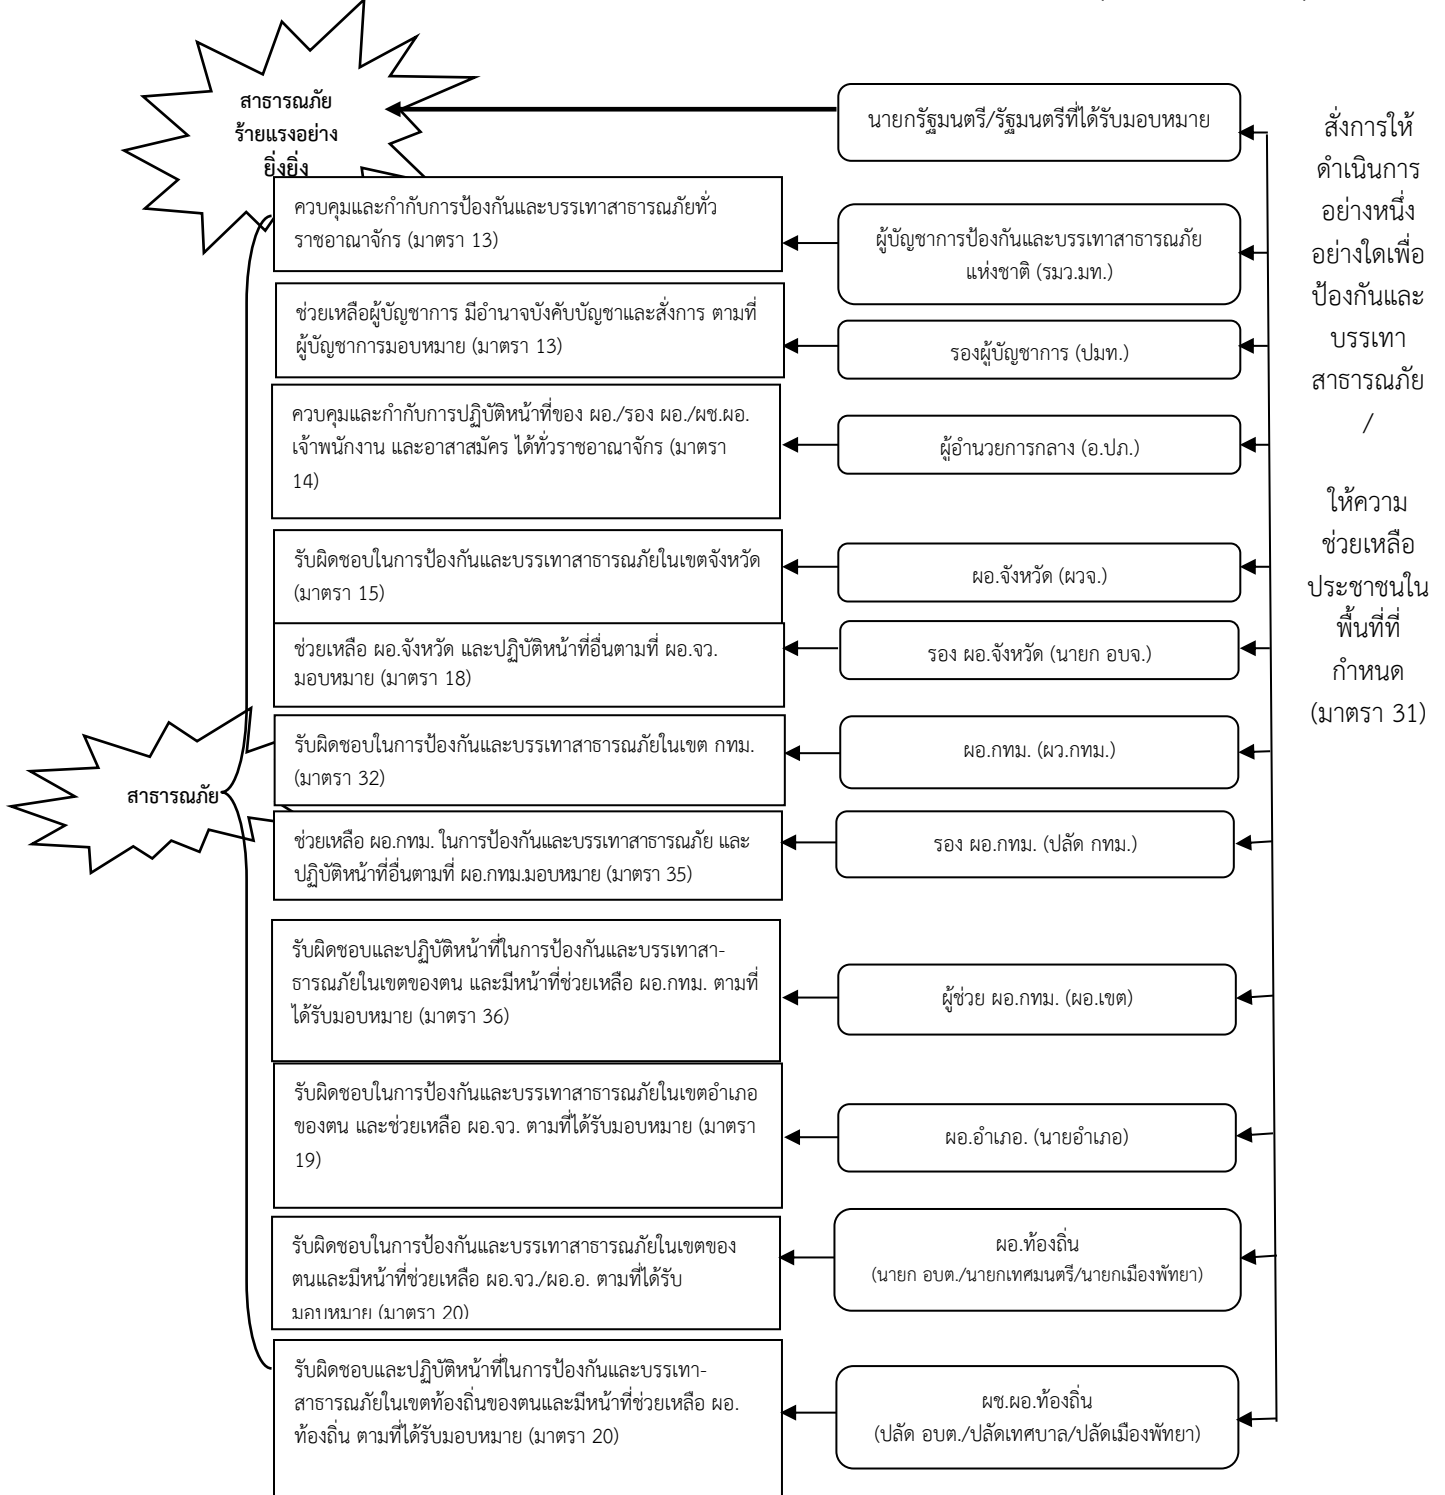 สาธารณภัย
ร้ายแรงอย่าง
ยิ่งยิ่ง
นายกรัฐมนตรี/รัฐมนตรีที่ได้รับมอบหมาย
ควบคุมและกำกับการป้องกันและบรรเทาสาธารณภัยทั่ว
ราชอาณาจักร (มาตรา 13)
ผู้บัญชาการป้องกันและบรรเทาสาธารณภัย
แห่งชาติ (รมว.มท.)
ช่วยเหลือผู้บัญชาการ มีอำนาจบังคับบัญชาและสั่งการ ตามที่
ผู้บัญชาการมอบหมาย (มาตรา 13)
รองผู้บัญชาการ (ปมท.)
ควบคุมและกำกับการปฏิบัติหน้าที่ของ ผอ./รอง ผอ./ผช.ผอ.
เจ้าพนักงาน และอาสาสมัคร ได้ทั่วราชอาณาจักร (มาตรา
14)
ผู้อำนวยการกลาง (อ.ปภ.)
รับผิดชอบในการป้องกันและบรรเทาสาธารณภัยในเขตจังหวัด
(มาตรา 15)
ผอ.จังหวัด (ผวจ.)
ช่วยเหลือ ผอ.จังหวัด และปฏิบัติหน้าที่อื่นตามที่ ผอ.จว.
มอบหมาย (มาตรา 18)
รอง ผอ.จังหวัด (นายก อบจ.)
สาธารณภัย
รับผิดชอบในการป้องกันและบรรเทาสาธารณภัยในเขต กทม.
(มาตรา 32)
ผอ.กทม. (ผว.กทม.)
ช่วยเหลือ ผอ.กทม. ในการป้องกันและบรรเทาสาธารณภัย และ
ปฏิบัติหน้าที่อื่นตามที่ ผอ.กทม.มอบหมาย (มาตรา 35)
รอง ผอ.กทม. (ปลัด กทม.)
รับผิดชอบและปฏิบัติหน้าที่ในการป้องกันและบรรเทาสา-
ธารณภัยในเขตของตน และมีหน้าที่ช่วยเหลือ ผอ.กทม. ตามที่
ได้รับมอบหมาย (มาตรา 36)
ผู้ช่วย ผอ.กทม. (ผอ.เขต)
รับผิดชอบในการป้องกันและบรรเทาสาธารณภัยในเขตอำเภอ
ของตน และช่วยเหลือ ผอ.จว. ตามที่ได้รับมอบหมาย (มาตรา
19)
ผอ.อำเภอ. (นายอำเภอ)
รับผิดชอบในการป้องกันและบรรเทาสาธารณภัยในเขตของ
ตนและมีหน้าที่ช่วยเหลือ ผอ.จว./ผอ.อ. ตามที่ได้รับ
มอบหมาย (มาตรา 20)
ผอ.ท้องถิ่น
(นายก อบต./นายกเทศมนตรี/นายกเมืองพัทยา)
รับผิดชอบและปฏิบัติหน้าที่ในการป้องกันและบรรเทา-
สาธารณภัยในเขตท้องถิ่นของตนและมีหน้าที่ช่วยเหลือ ผอ.
ท้องถิ่น ตามที่ได้รับมอบหมาย (มาตรา 20)
ผช.ผอ.ท้องถิ่น
(ปลัด อบต./ปลัดเทศบาล/ปลัดเมืองพัทยา)
สั่งการให้
ดำเนินการ
อย่างหนึ่ง
อย่างใดเพื่อ
ป้องกันและ
บรรเทา
สาธารณภัย
/
ให้ความ
ช่วยเหลือ
ประชาชนใน
พื้นที่ที่
กำหนด
(มาตรา 31)